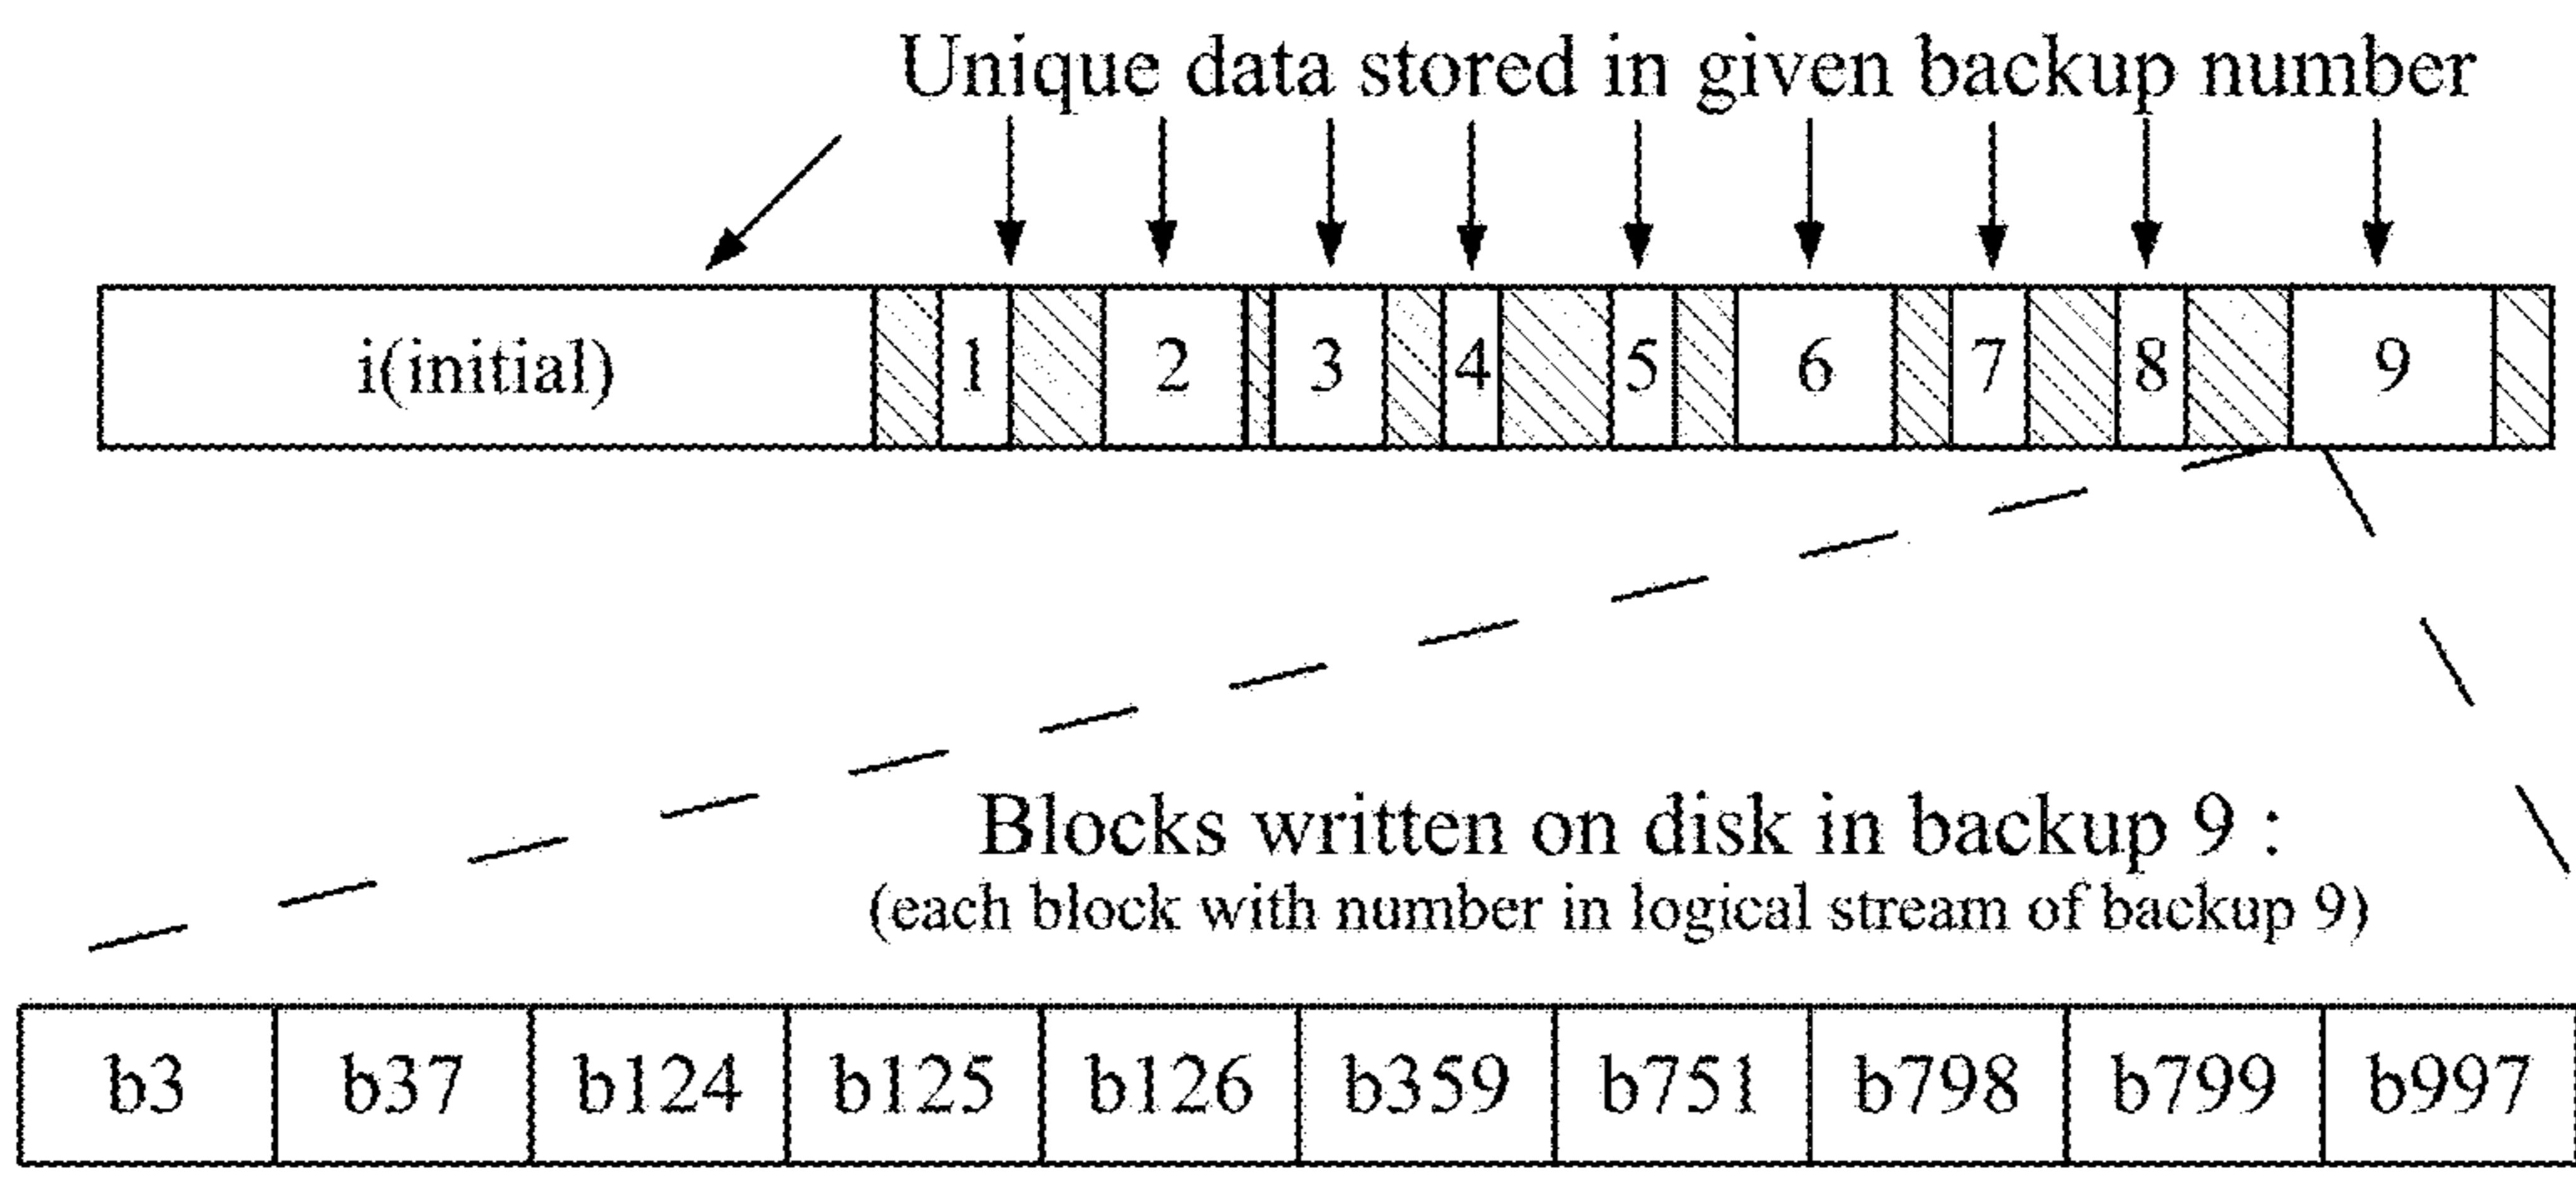 Unique data stored in given backup number
i(initial) 1 2 3 4 5 6 7 8 9
Blocks written on disk in backup 9 :
(each block with number in logical stream of backup 9)
b3 b37 b124 b125 b126 b359 b751 b798 b799 b997